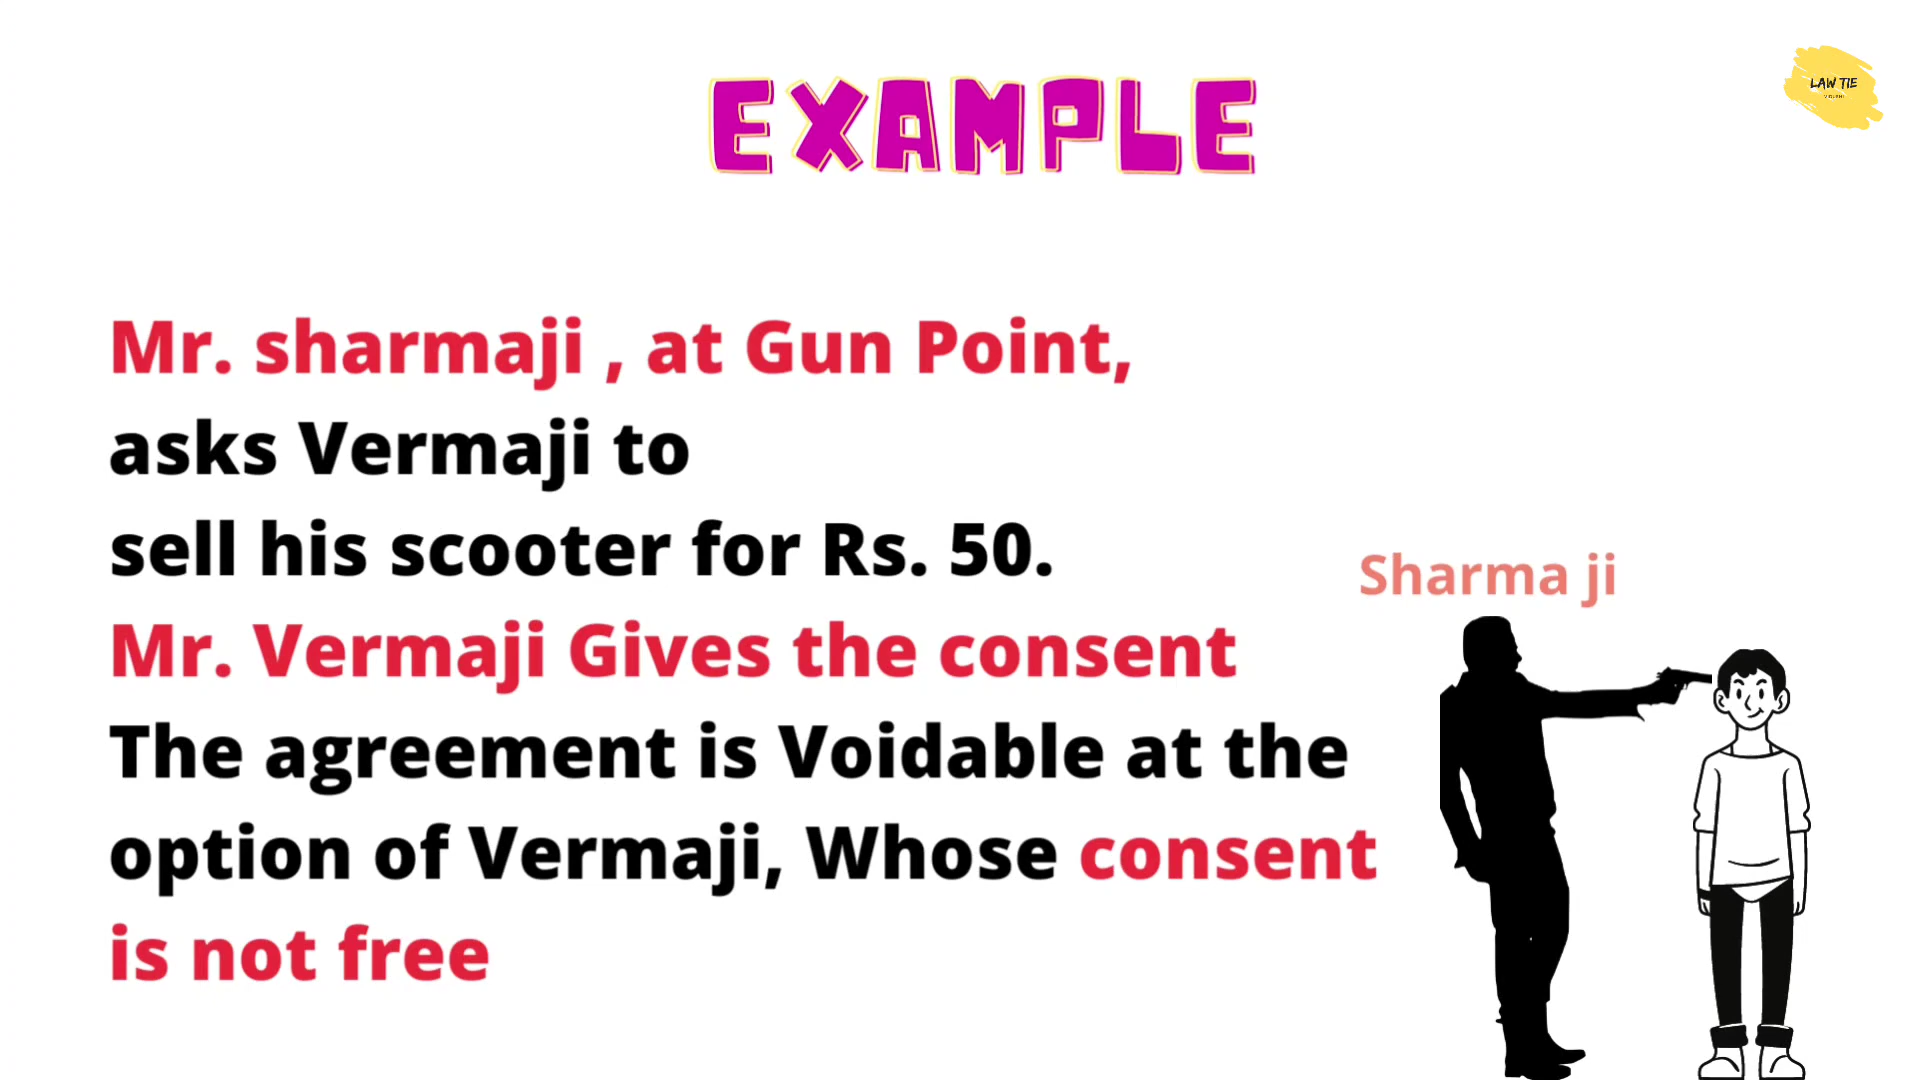 EXAMPLE
LAW TIE
Mr. sharmaji , at Gun Point,
asks Vermaji to
sell his scooter for Rs. 50.
Mr. Vermaji Gives the consent
The agreement is Voidable at the
option of Vermaji, Whose consent
is not free
Sharma ji